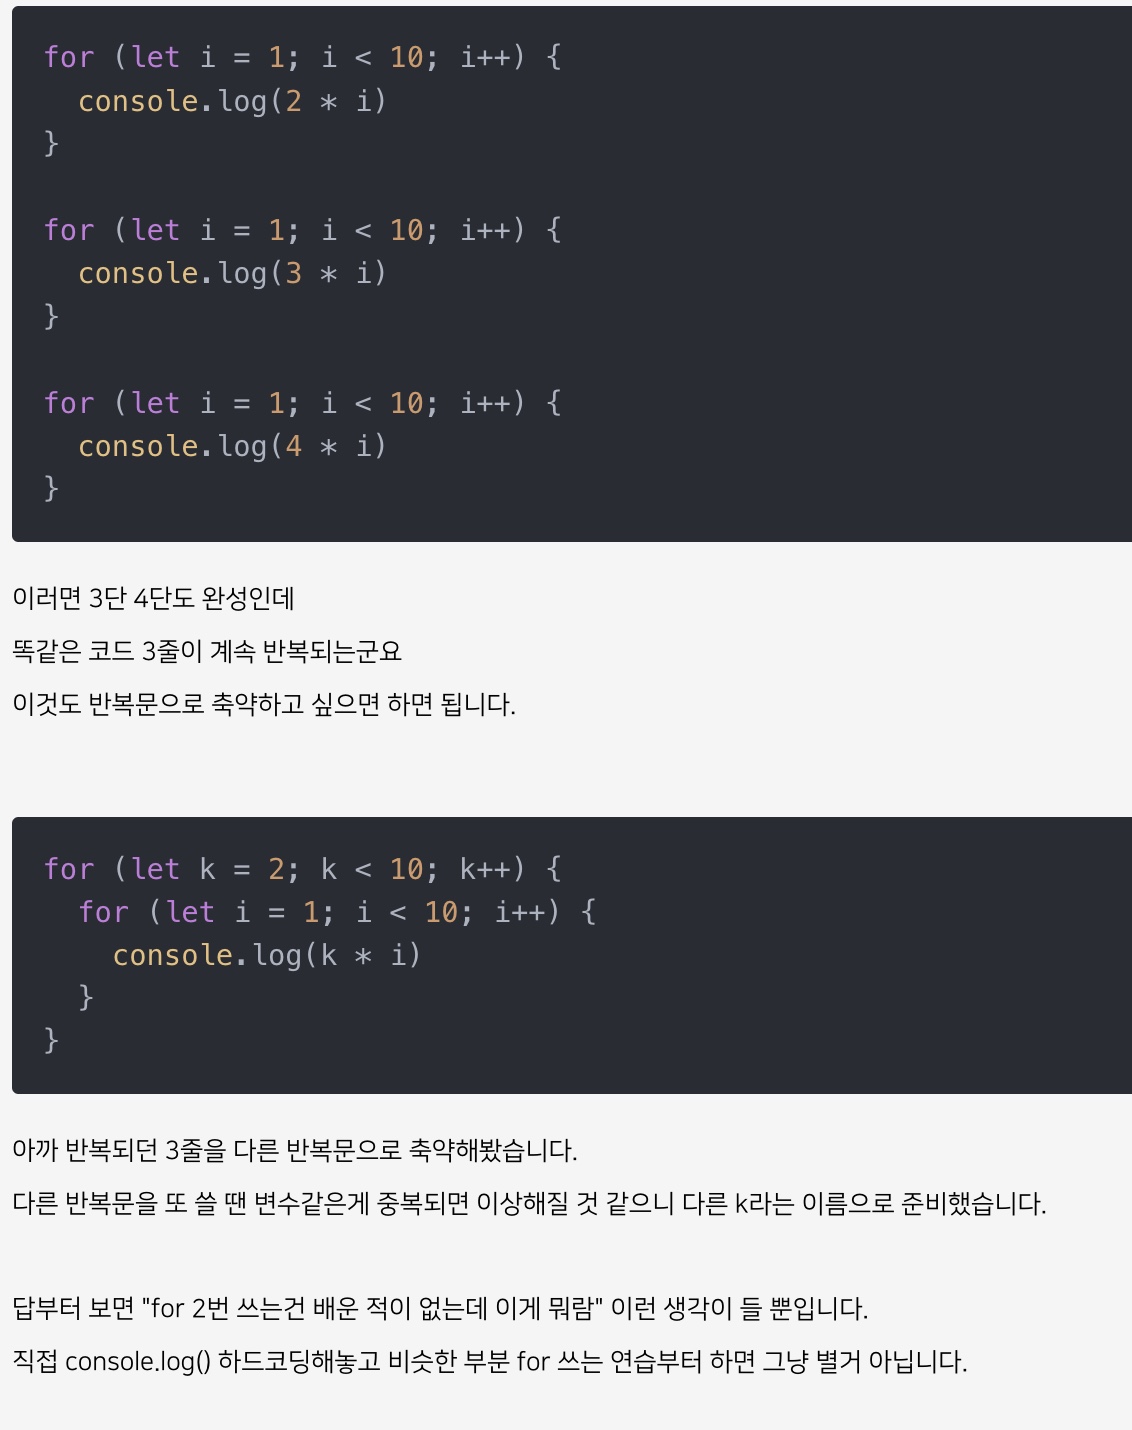 for (let i = 1; i < 10; i++) {
  console.log(2 * i)
}
for (let i = 1; i < 10; i++) {
  console.log(3 * i)
}
for (let i = 1; i < 10; i++) {
  console.log(4 * i)
}
이러면 3단 4단도 완성인데
똑같은 코드 3줄이 계속 반복되는군요
이것도 반복문으로 축약하고 싶으면 하면 됩니다.
for (let k = 2; k < 10; k++) {
  for (let i = 1; i < 10; i++) {
    console.log(k * i)
  }
}
아까 반복되던 3줄을 다른 반복문으로 축약해봤습니다.
다른 반복문을 또 쓸 땐 변수같은게 중복되면 이상해질 것 같으니 다른 k라는 이름으로 준비했습니다.
답부터 보면 "for 2번 쓰는건 배운 적이 없는데 이게 뭐람" 이런 생각이 들 뿐입니다.
직접 console.log() 하드코딩해놓고 비슷한 부분 for 쓰는 연습부터 하면 그냥 별거 아닙니다.